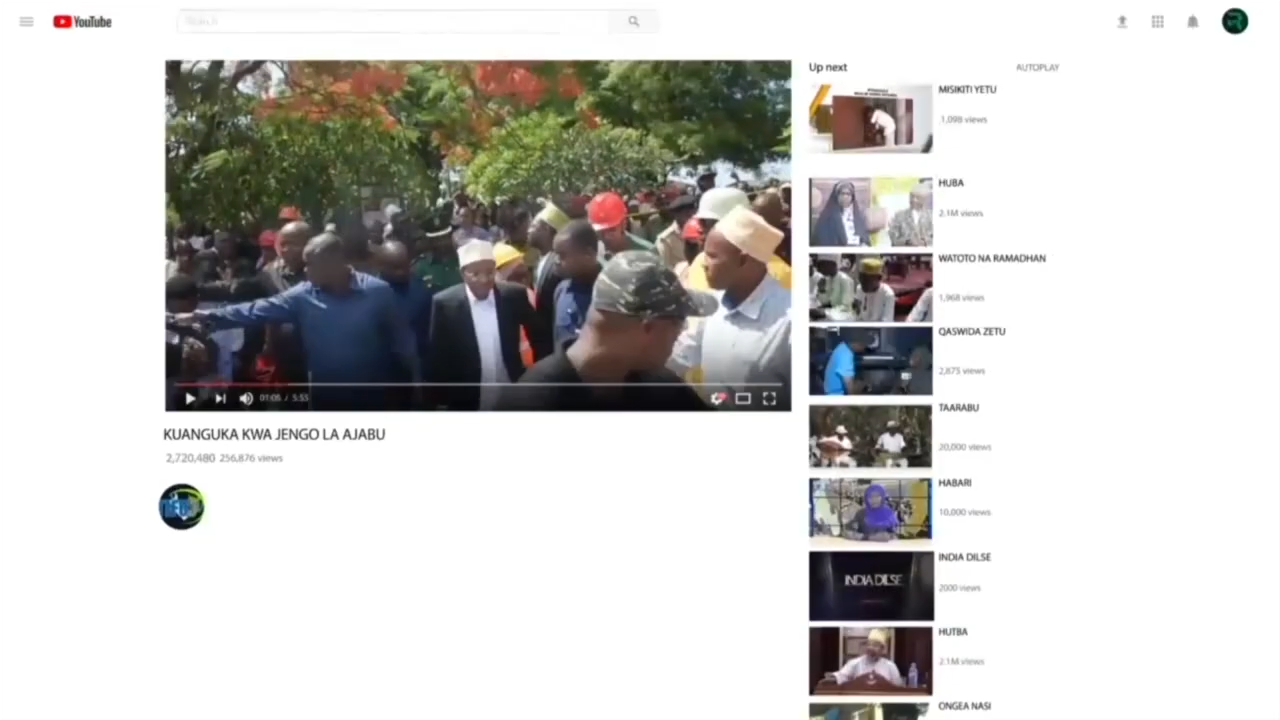 YouTube
Search
KUANGUKA KWA JENGO LA AJABU
2,720,480 256,876 views
01:05 / 5:55
Up next
AUTOPLAY
MISIKITI YETU
1,098 views
HUBA
2.1M views
WATOTO NA RAMADHAN
1,968 views
QASWIDA ZETU
2,875 views
TAARABU
20,000 views
HABARI
10,000 views
INDIA DILSE
INDIA DILSE
2000 views
HUTBA
2.1M views
ONGEA NASI